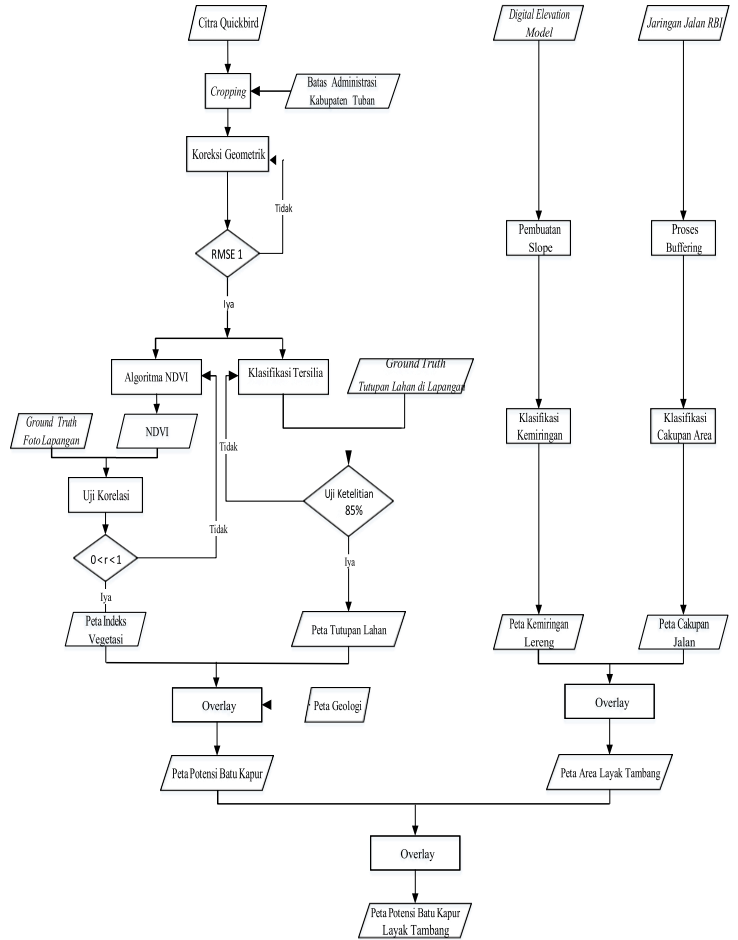 Citra Quickbird
Digital Elevation
Model
Jaringan Jalan RBI
Cropping
Batas Administrasi
Kabupaten Tuban
Koreksi Geometrik
Tidak
RMSE 1
Iya
Pembuatan
Slope
Proses
Buffering
Algoritma NDVI
Klasifikasi Tersilia
Ground Truth
Tutupan Lahan di Lapangan
Ground Truth
Foto Lapangan
NDVI
Tidak
Klasifikasi
Kemiringan
Klasifikasi
Cakupan Area
Uji Korelasi
Uji Ketelitian
85%
Tidak
0 < r < 1
Iya
Iya
Peta Indeks
Vegetasi
Peta Tutupan Lahan
Peta Kemiringan
Lereng
Peta Cakupan
Jalan
Overlay
Peta Geologi
Overlay
Peta Potensi Batu Kapur
Peta Area Layak Tambang
Overlay
Peta Potensi Batu Kapur
Layak Tambang